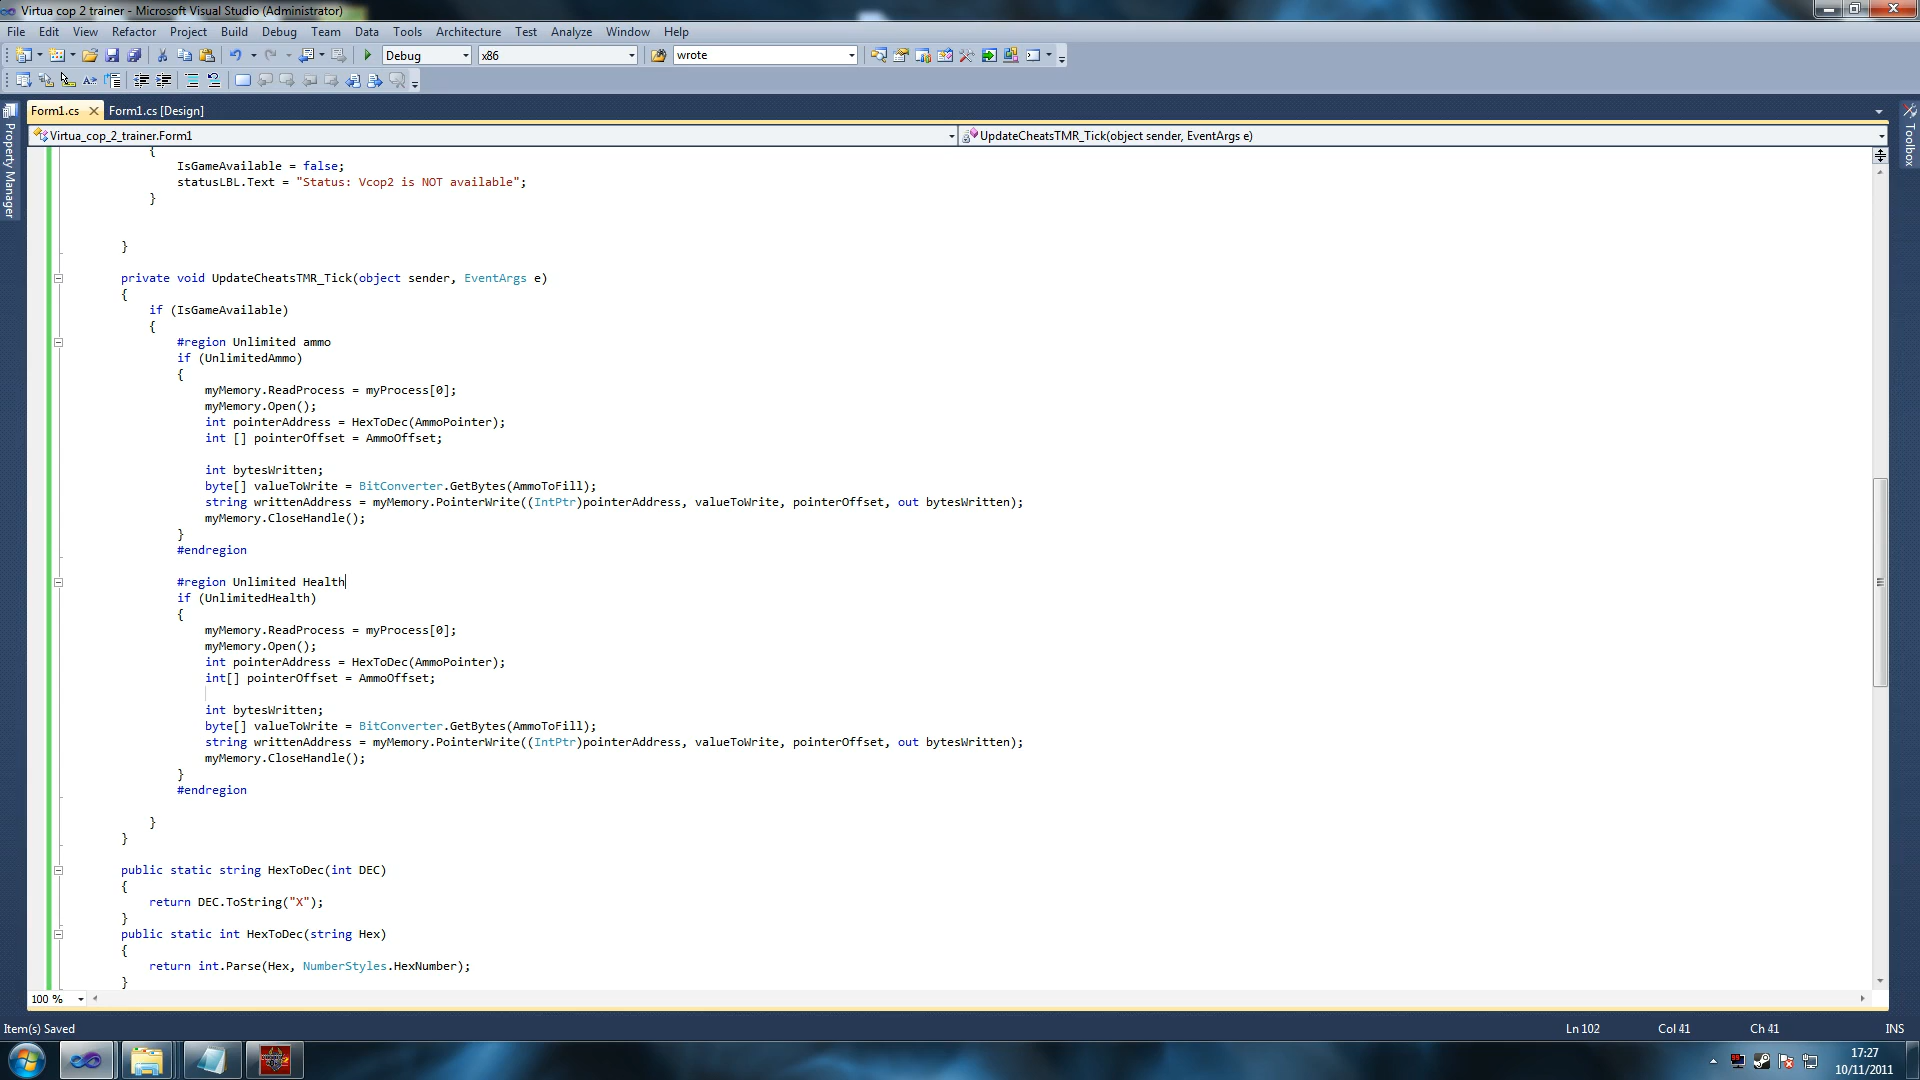 Virtua cop 2 trainer - Microsoft Visual Studio (Administrator)
File Edit View Refactor Project Build Debug Team Data Tools Architecture Test Analyze Window Help
Debug x86 wrote
Form1.cs Form1.cs [Design]
Property Manager
Toolbox
Virtua_cop_2_trainer.Form1 UpdateCheatsTMR_Tick(object sender, EventArgs e)
{
IsGameAvailable = false;
statusLBL.Text = "Status: Vcop2 is NOT available";
}
}
private void UpdateCheatsTMR_Tick(object sender, EventArgs e)
{
if (IsGameAvailable)
{
#region Unlimited ammo
if (UnlimitedAmmo)
{
myMemory.ReadProcess = myProcess[0];
myMemory.Open();
int pointerAddress = HexToDec(AmmoPointer);
int [] pointerOffset = AmmoOffset;
int bytesWritten;
byte[] valueToWrite = BitConverter.GetBytes(AmmoToFill);
string writtenAddress = myMemory.PointerWrite((IntPtr)pointerAddress, valueToWrite, pointerOffset, out bytesWritten);
myMemory.CloseHandle();
}
#endregion
#region Unlimited Health
if (UnlimitedHealth)
{
myMemory.ReadProcess = myProcess[0];
myMemory.Open();
int pointerAddress = HexToDec(AmmoPointer);
int[] pointerOffset = AmmoOffset;
int bytesWritten;
byte[] valueToWrite = BitConverter.GetBytes(AmmoToFill);
string writtenAddress = myMemory.PointerWrite((IntPtr)pointerAddress, valueToWrite, pointerOffset, out bytesWritten);
myMemory.CloseHandle();
}
#endregion
}
}
public static string HexToDec(int DEC)
{
return DEC.ToString("X");
}
public static int HexToDec(string Hex)
{
return int.Parse(Hex, NumberStyles.HexNumber);
}
100 %
Item(s) Saved Ln 102 Col 41 Ch 41 INS
17:27
10/11/2011